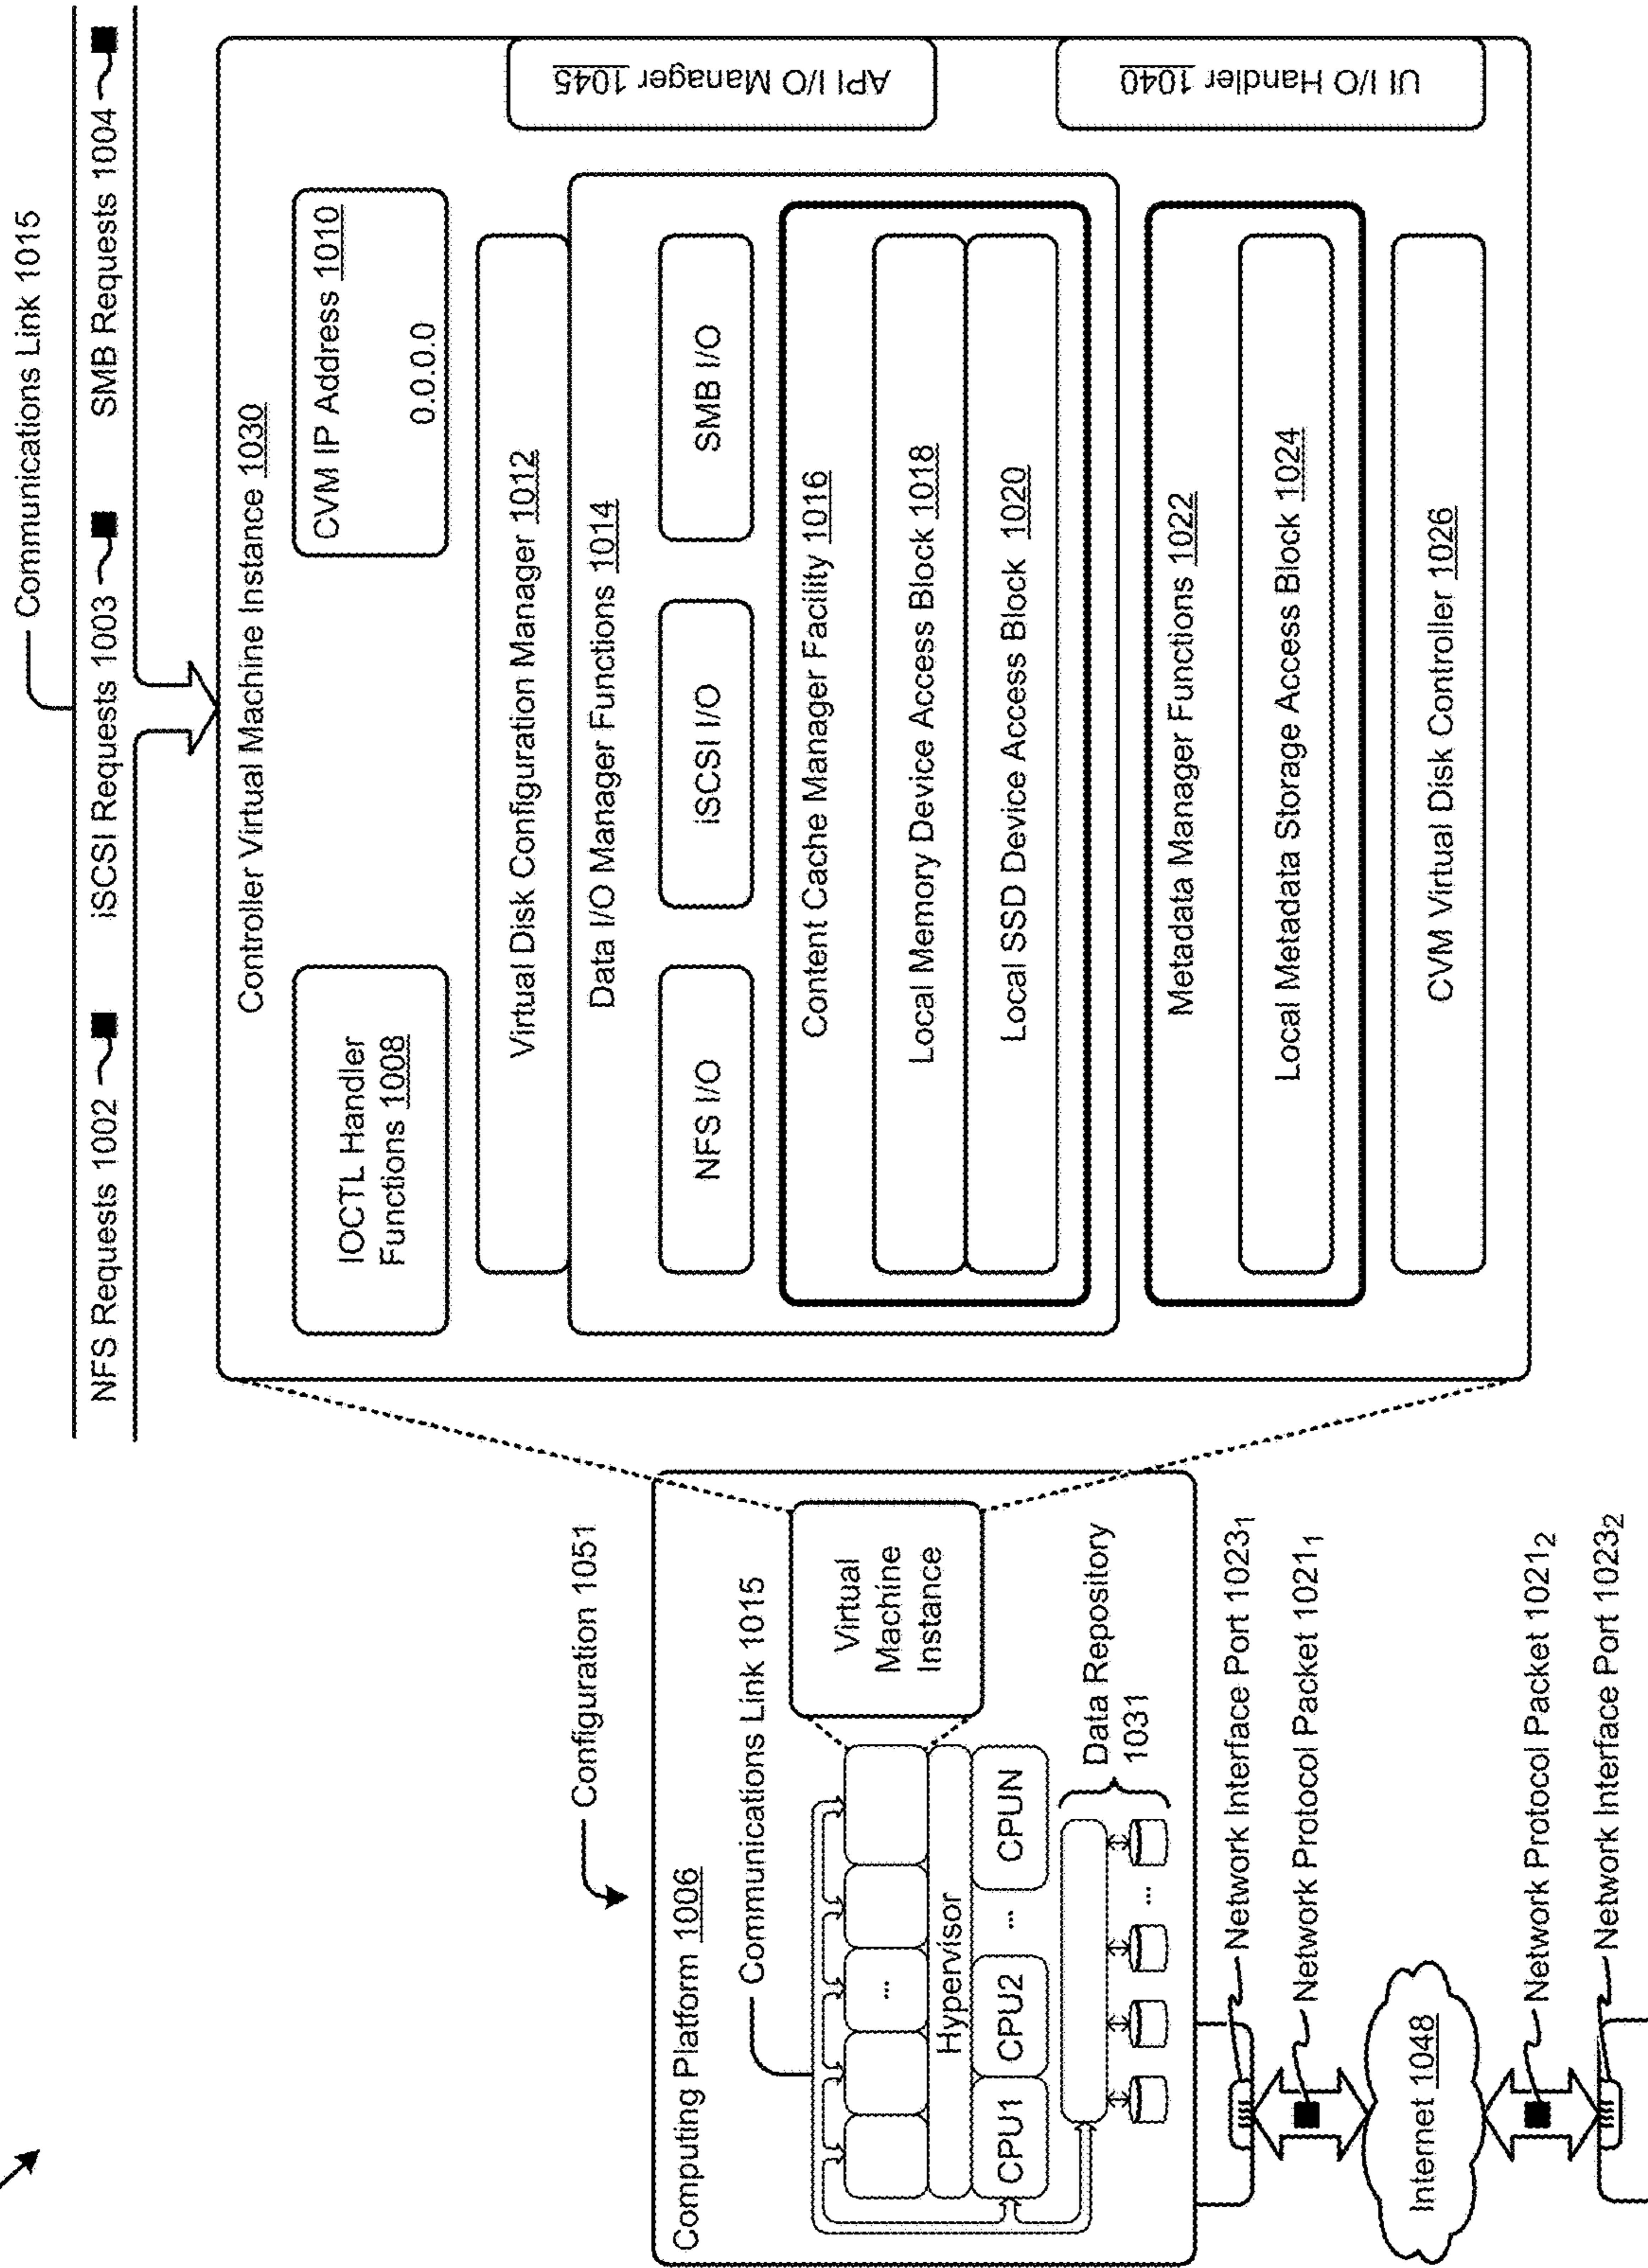 Communications Link 1015
NFS Requests 1002
iSCSI Requests 1003
SMB Requests 1004
Configuration 1051
Computing Platform 1006
Communications Link 1015
...
Hypervisor
CPU1
CPU2
...
CPUN
Virtual
Machine
Instance
Data Repository
1031
...
Network Interface Port 1023₁
Network Protocol Packet 1021₁
Internet 1048
Network Protocol Packet 1021₂
Network Interface Port 1023₂
Controller Virtual Machine Instance 1030
IOCTL Handler
Functions 1008
CVM IP Address 1010
0.0.0.0
Virtual Disk Configuration Manager 1012
Data I/O Manager Functions 1014
NFS I/O
iSCSI I/O
SMB I/O
Content Cache Manager Facility 1016
Local Memory Device Access Block 1018
Local SSD Device Access Block 1020
Metadata Manager Functions 1022
Local Metadata Storage Access Block 1024
CVM Virtual Disk Controller 1026
API I/O Manager 1045
UI I/O Handler 1040